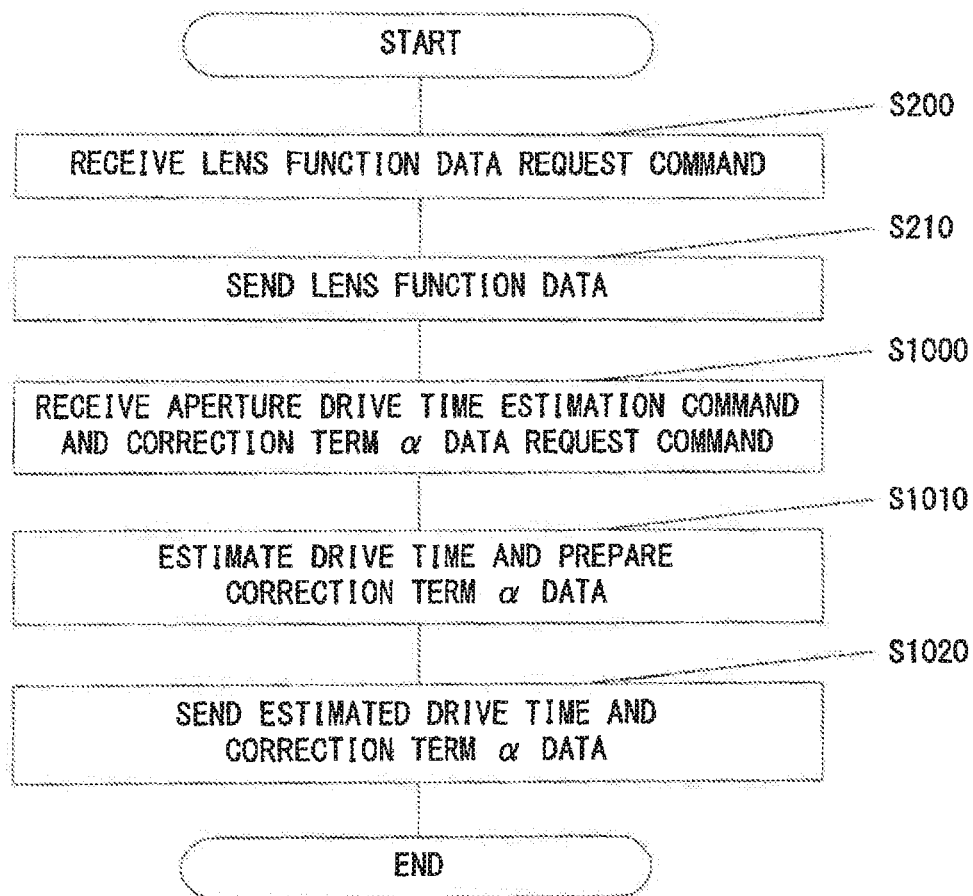 START
S200
RECEIVE LENS FUNCTION DATA REQUEST COMMAND
S210
SEND LENS FUNCTION DATA
S1000
RECEIVE APERTURE DRIVE TIME ESTIMATION COMMAND
AND CORRECTION TERM α DATA REQUEST COMMAND
S1010
ESTIMATE DRIVE TIME AND PREPARE
CORRECTION TERM α DATA
S1020
SEND ESTIMATED DRIVE TIME AND
CORRECTION TERM α DATA
END